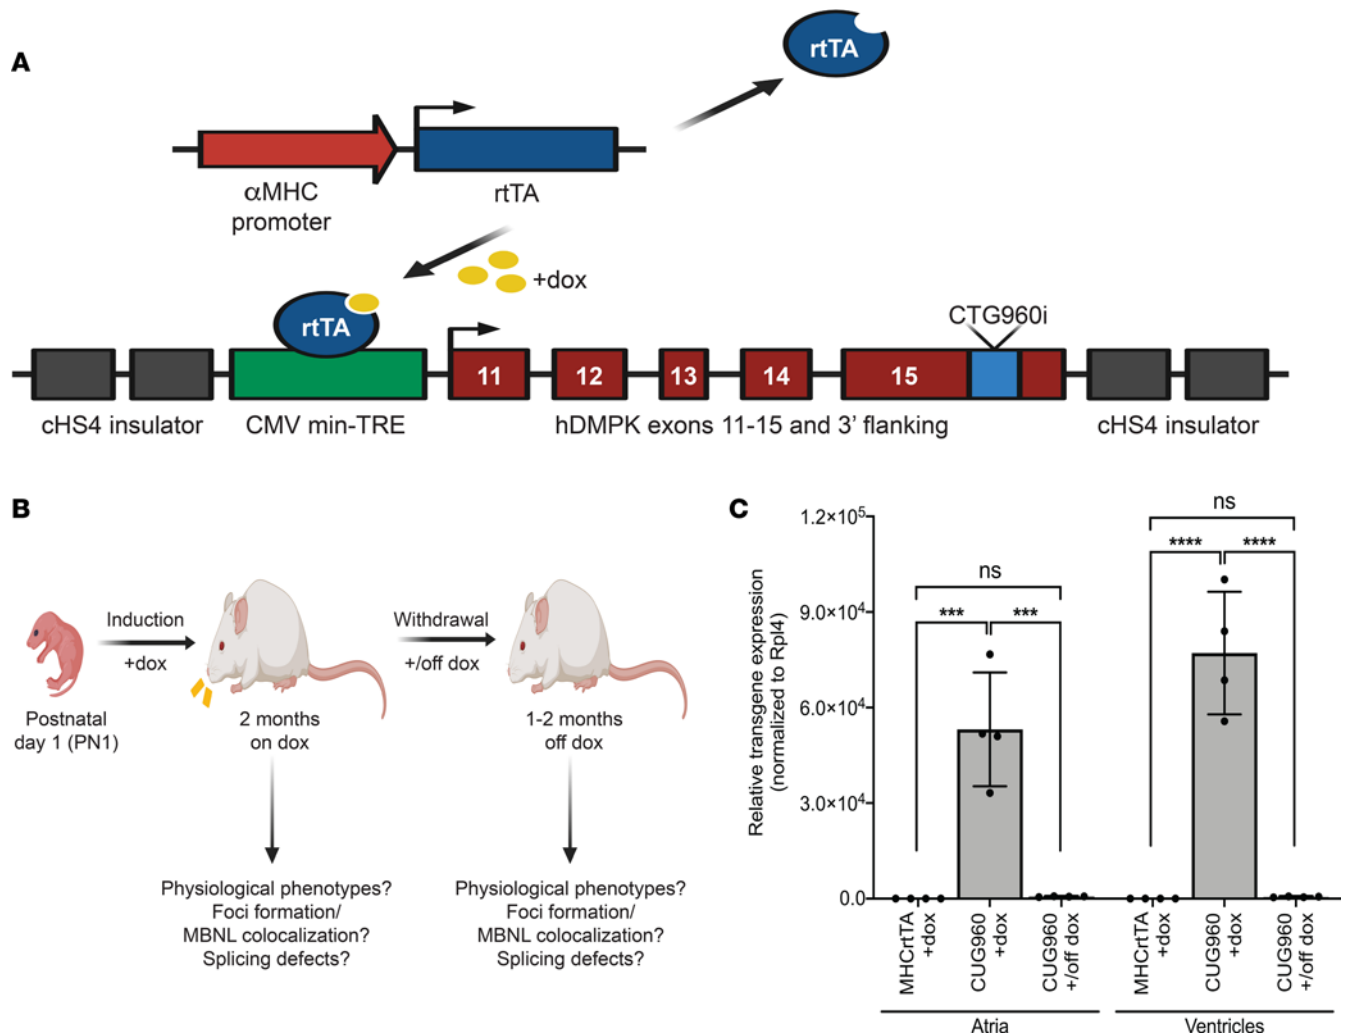 A
rtTA
αMHC
promoter
rtTA
+dox
rtTA
CTG960i
11
12
13
14
15
cHS4 insulator
CMV min-TRE
hDMPK exons 11-15 and 3’ flanking
cHS4 insulator
B
Induction
+dox
Withdrawal
+/off dox
Postnatal
day 1 (PN1)
2 months
on dox
1-2 months
off dox
Physiological phenotypes?
Foci formation/
MBNL colocalization?
Splicing defects?
Physiological phenotypes?
Foci formation/
MBNL colocalization?
Splicing defects?
C
Relative transgene expression
(normalized to Rpl4)
1.2×10⁵
9.0×10⁴
6.0×10⁴
3.0×10⁴
0.0
ns
***
***
ns
****
****
MHCrtTA
+dox
CUG960
+dox
CUG960
+/off dox
MHCrtTA
+dox
CUG960
+dox
CUG960
+/off dox
Atria
Ventricles